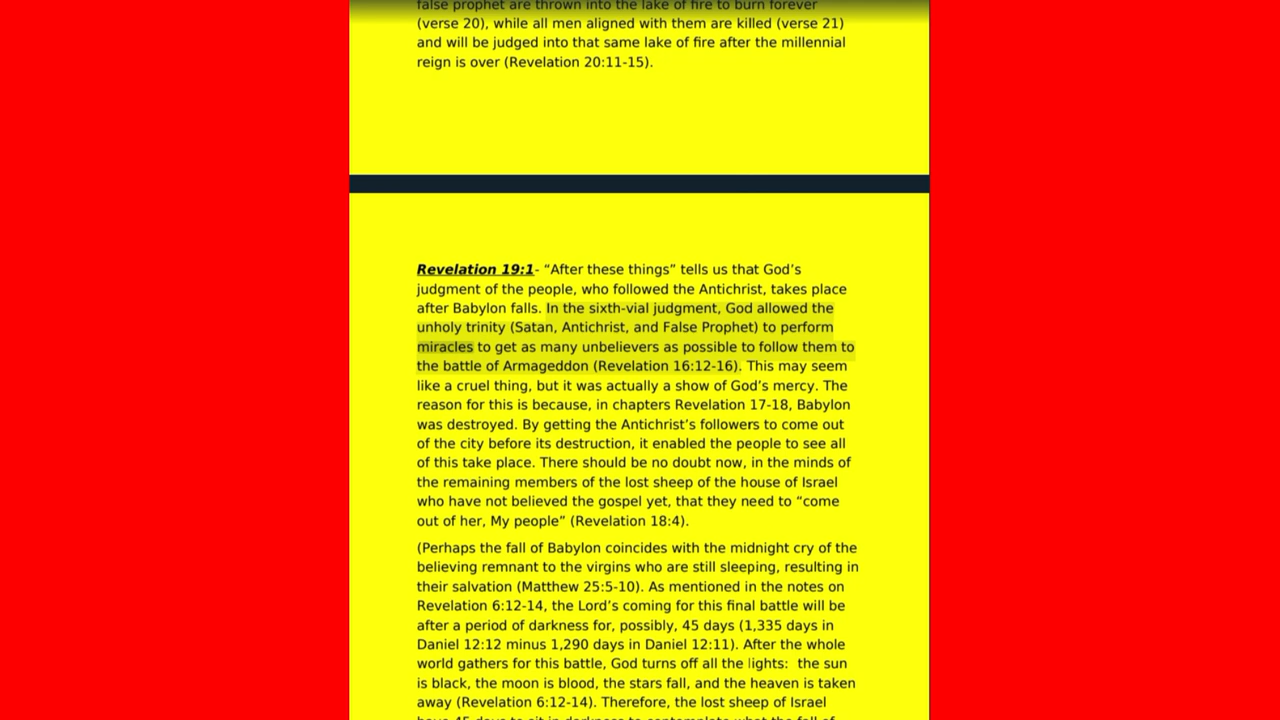 false prophet are thrown into the lake of fire to burn forever
(verse 20), while all men aligned with them are killed (verse 21)
and will be judged into that same lake of fire after the millennial
reign is over (Revelation 20:11-15).
Revelation 19:1- “After these things” tells us that God’s
judgment of the people, who followed the Antichrist, takes place
after Babylon falls. In the sixth-vial judgment, God allowed the
unholy trinity (Satan, Antichrist, and False Prophet) to perform
miracles to get as many unbelievers as possible to follow them to
the battle of Armageddon (Revelation 16:12-16). This may seem
like a cruel thing, but it was actually a show of God’s mercy. The
reason for this is because, in chapters Revelation 17-18, Babylon
was destroyed. By getting the Antichrist’s followers to come out
of the city before its destruction, it enabled the people to see all
of this take place. There should be no doubt now, in the minds of
the remaining members of the lost sheep of the house of Israel
who have not believed the gospel yet, that they need to “come
out of her, My people” (Revelation 18:4).
(Perhaps the fall of Babylon coincides with the midnight cry of the
believing remnant to the virgins who are still sleeping, resulting in
their salvation (Matthew 25:5-10). As mentioned in the notes on
Revelation 6:12-14, the Lord’s coming for this final battle will be
after a period of darkness for, possibly, 45 days (1,335 days in
Daniel 12:12 minus 1,290 days in Daniel 12:11). After the whole
world gathers for this battle, God turns off all the lights: the sun
is black, the moon is blood, the stars fall, and the heaven is taken
away (Revelation 6:12-14). Therefore, the lost sheep of Israel
have 45 days to sit in darkness to contemplate what the fall of